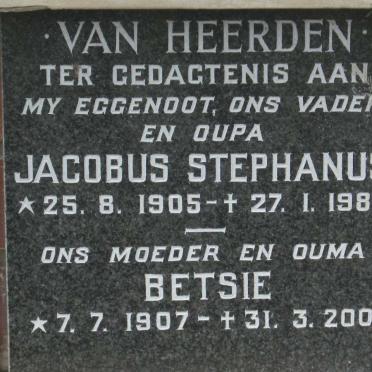 · VAN HEERDEN ·
TER GEDAGTENIS AAN
MY EGGENOOT, ONS VADER
EN OUPA
JACOBUS STEPHANUS
★ 25. 8. 1905 - † 27. 1. 198
ONS MOEDER EN OUMA
BETSIE
★ 7. 7. 1907 - † 31. 3. 200